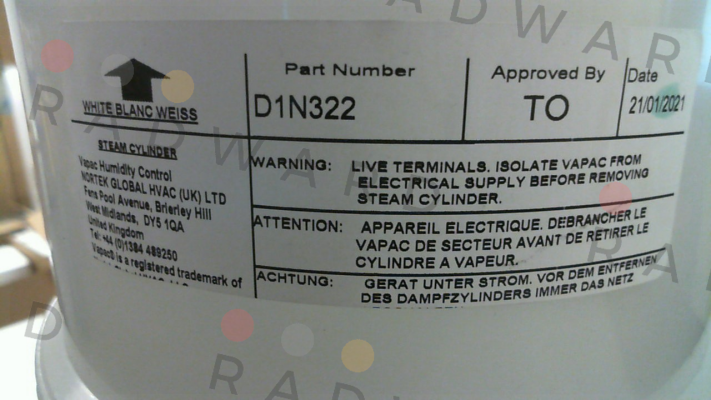 Part Number
Approved By
Date
WHITE BLANC WEISS
D1N322
TO
21/01/2021
STEAM CYLINDER
Vapac Humidity Control
NORTEK GLOBAL HVAC (UK) LTD
Fens Pool Avenue, Brierley Hill
West Midlands, DY5 1QA
United Kingdom
Tel: +44 (0)1384 489250
Vapac® is a registered trademark of
WARNING: LIVE TERMINALS. ISOLATE VAPAC FROM
ELECTRICAL SUPPLY BEFORE REMOVING
STEAM CYLINDER.
ATTENTION: APPAREIL ELECTRIQUE. DEBRANCHER LE
VAPAC DE SECTEUR AVANT DE RETIRER LE
CYLINDRE A VAPEUR.
ACHTUNG: GERAT UNTER STROM. VOR DEM ENTFERNEN
DES DAMPFZYLINDERS IMMER DAS NETZ
RADWARD